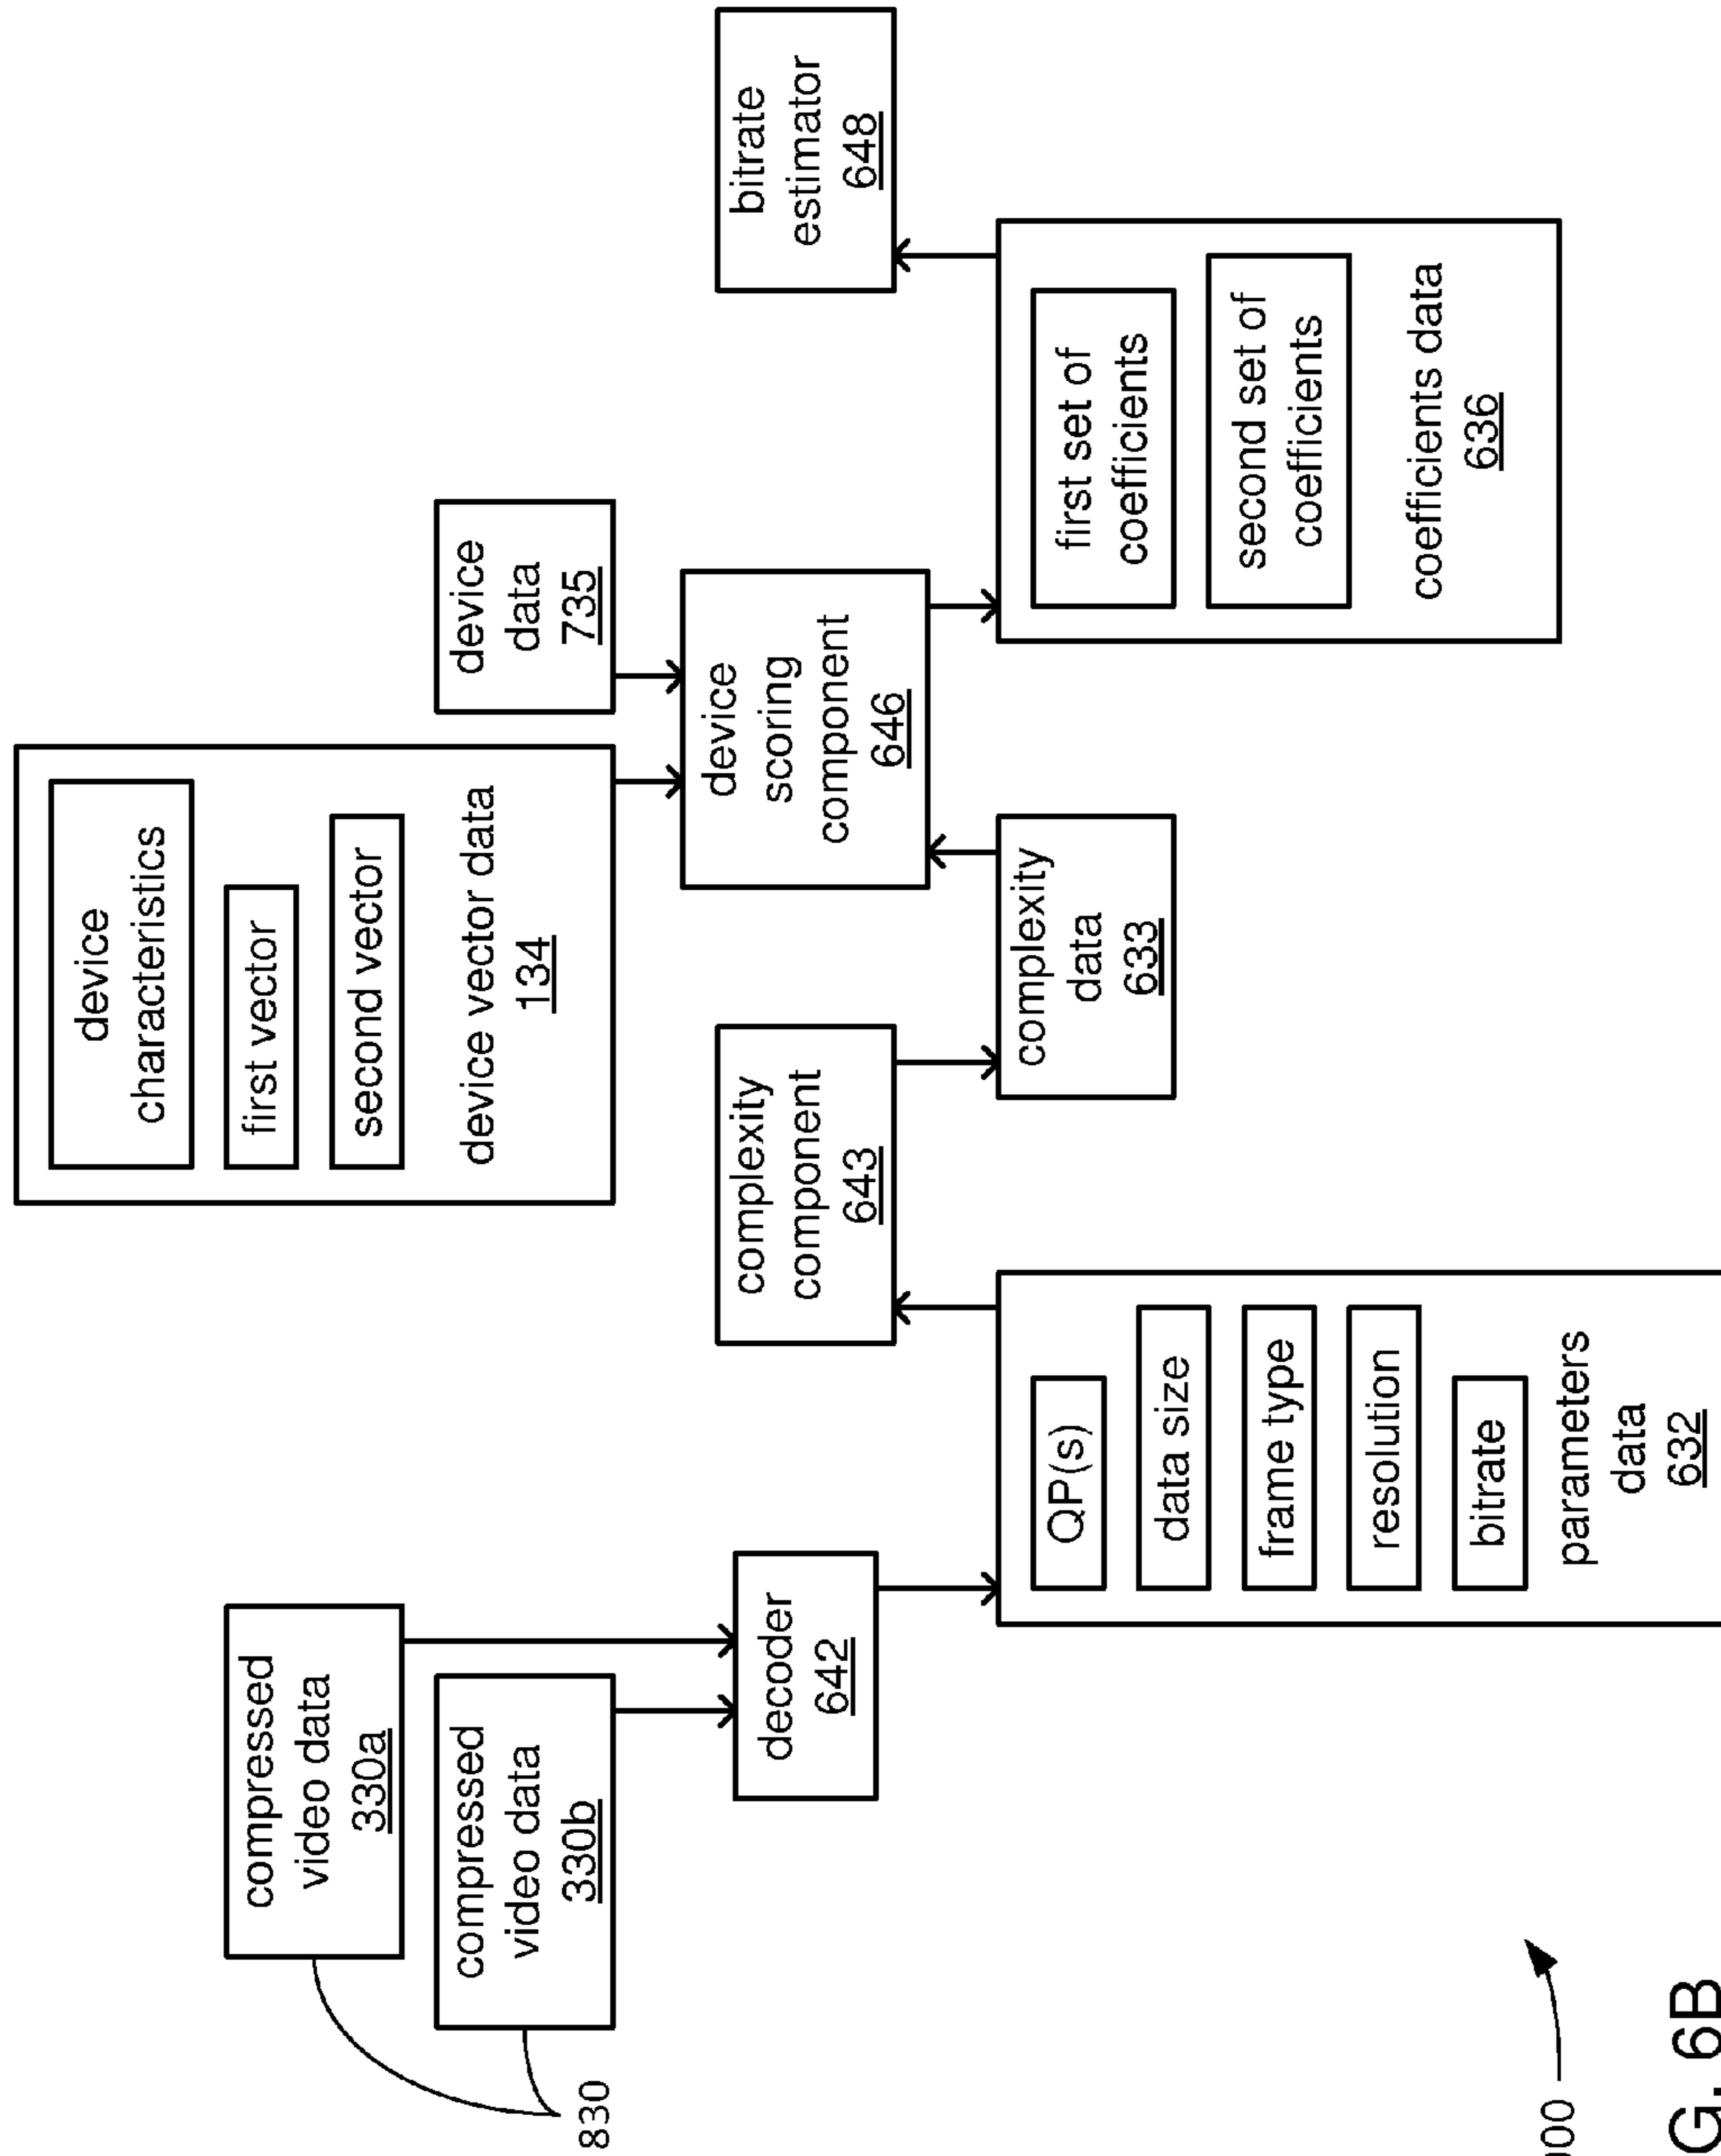 compressed
video data
330a
compressed
video data
330b
830
decoder
642
QP(s)
data size
frame type
resolution
bitrate
parameters
data
632
complexity
component
643
complexity
data
633
device
characteristics
first vector
second vector
device vector data
134
device
data
735
device
scoring
component
646
first set of
coefficients
second set of
coefficients
coefficients data
636
bitrate
estimator
648
00
G. 6B